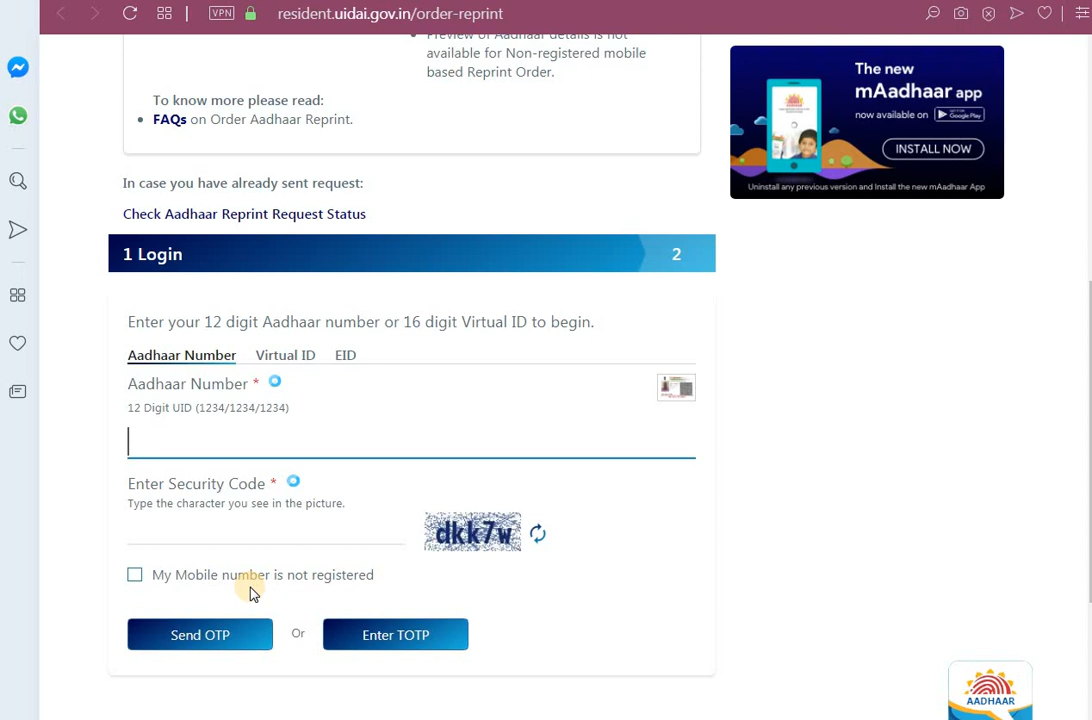 VPN
resident.uidai.gov.in/order-reprint
Preview of Aadhaar details is not
available for Non-registered mobile
based Reprint Order.
To know more please read:
FAQs on Order Aadhaar Reprint.
In case you have already sent request:
Check Aadhaar Reprint Request Status
1 Login
2
Enter your 12 digit Aadhaar number or 16 digit Virtual ID to begin.
Aadhaar Number Virtual ID EID
Aadhaar Number *
12 Digit UID (1234/1234/1234)
Enter Security Code *
Type the character you see in the picture.
dkk7w
My Mobile number is not registered
Send OTP Or Enter TOTP
The new
mAadhaar app
now available on Google Play
INSTALL NOW
Uninstall any previous version and Install the new mAadhaar App
AADHAAR